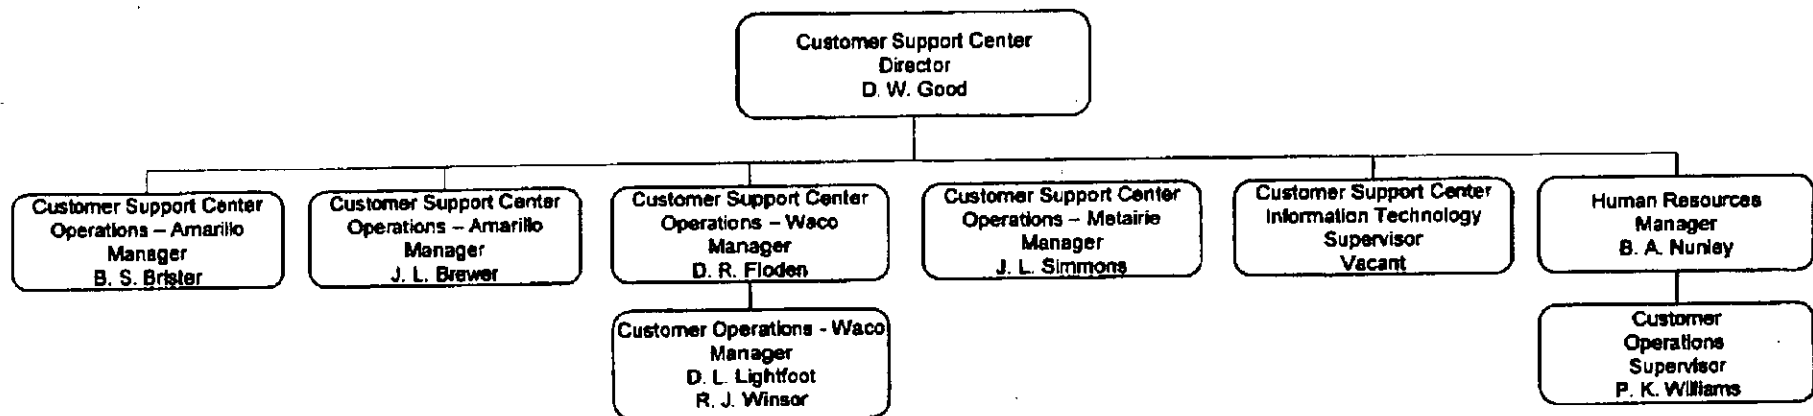 Customer Support Center
Director
D. W. Good
Customer Support Center
Operations – Amarillo
Manager
B. S. Brister
Customer Support Center
Operations – Amarillo
Manager
J. L. Brewer
Customer Support Center
Operations – Waco
Manager
D. R. Floden
Customer Support Center
Operations – Metairie
Manager
J. L. Simmons
Customer Support Center
Information Technology
Supervisor
Vacant
Human Resources
Manager
B. A. Nunley
Customer Operations - Waco
Manager
D. L. Lightfoot
R. J. Winsor
Customer
Operations
Supervisor
P. K. Williams